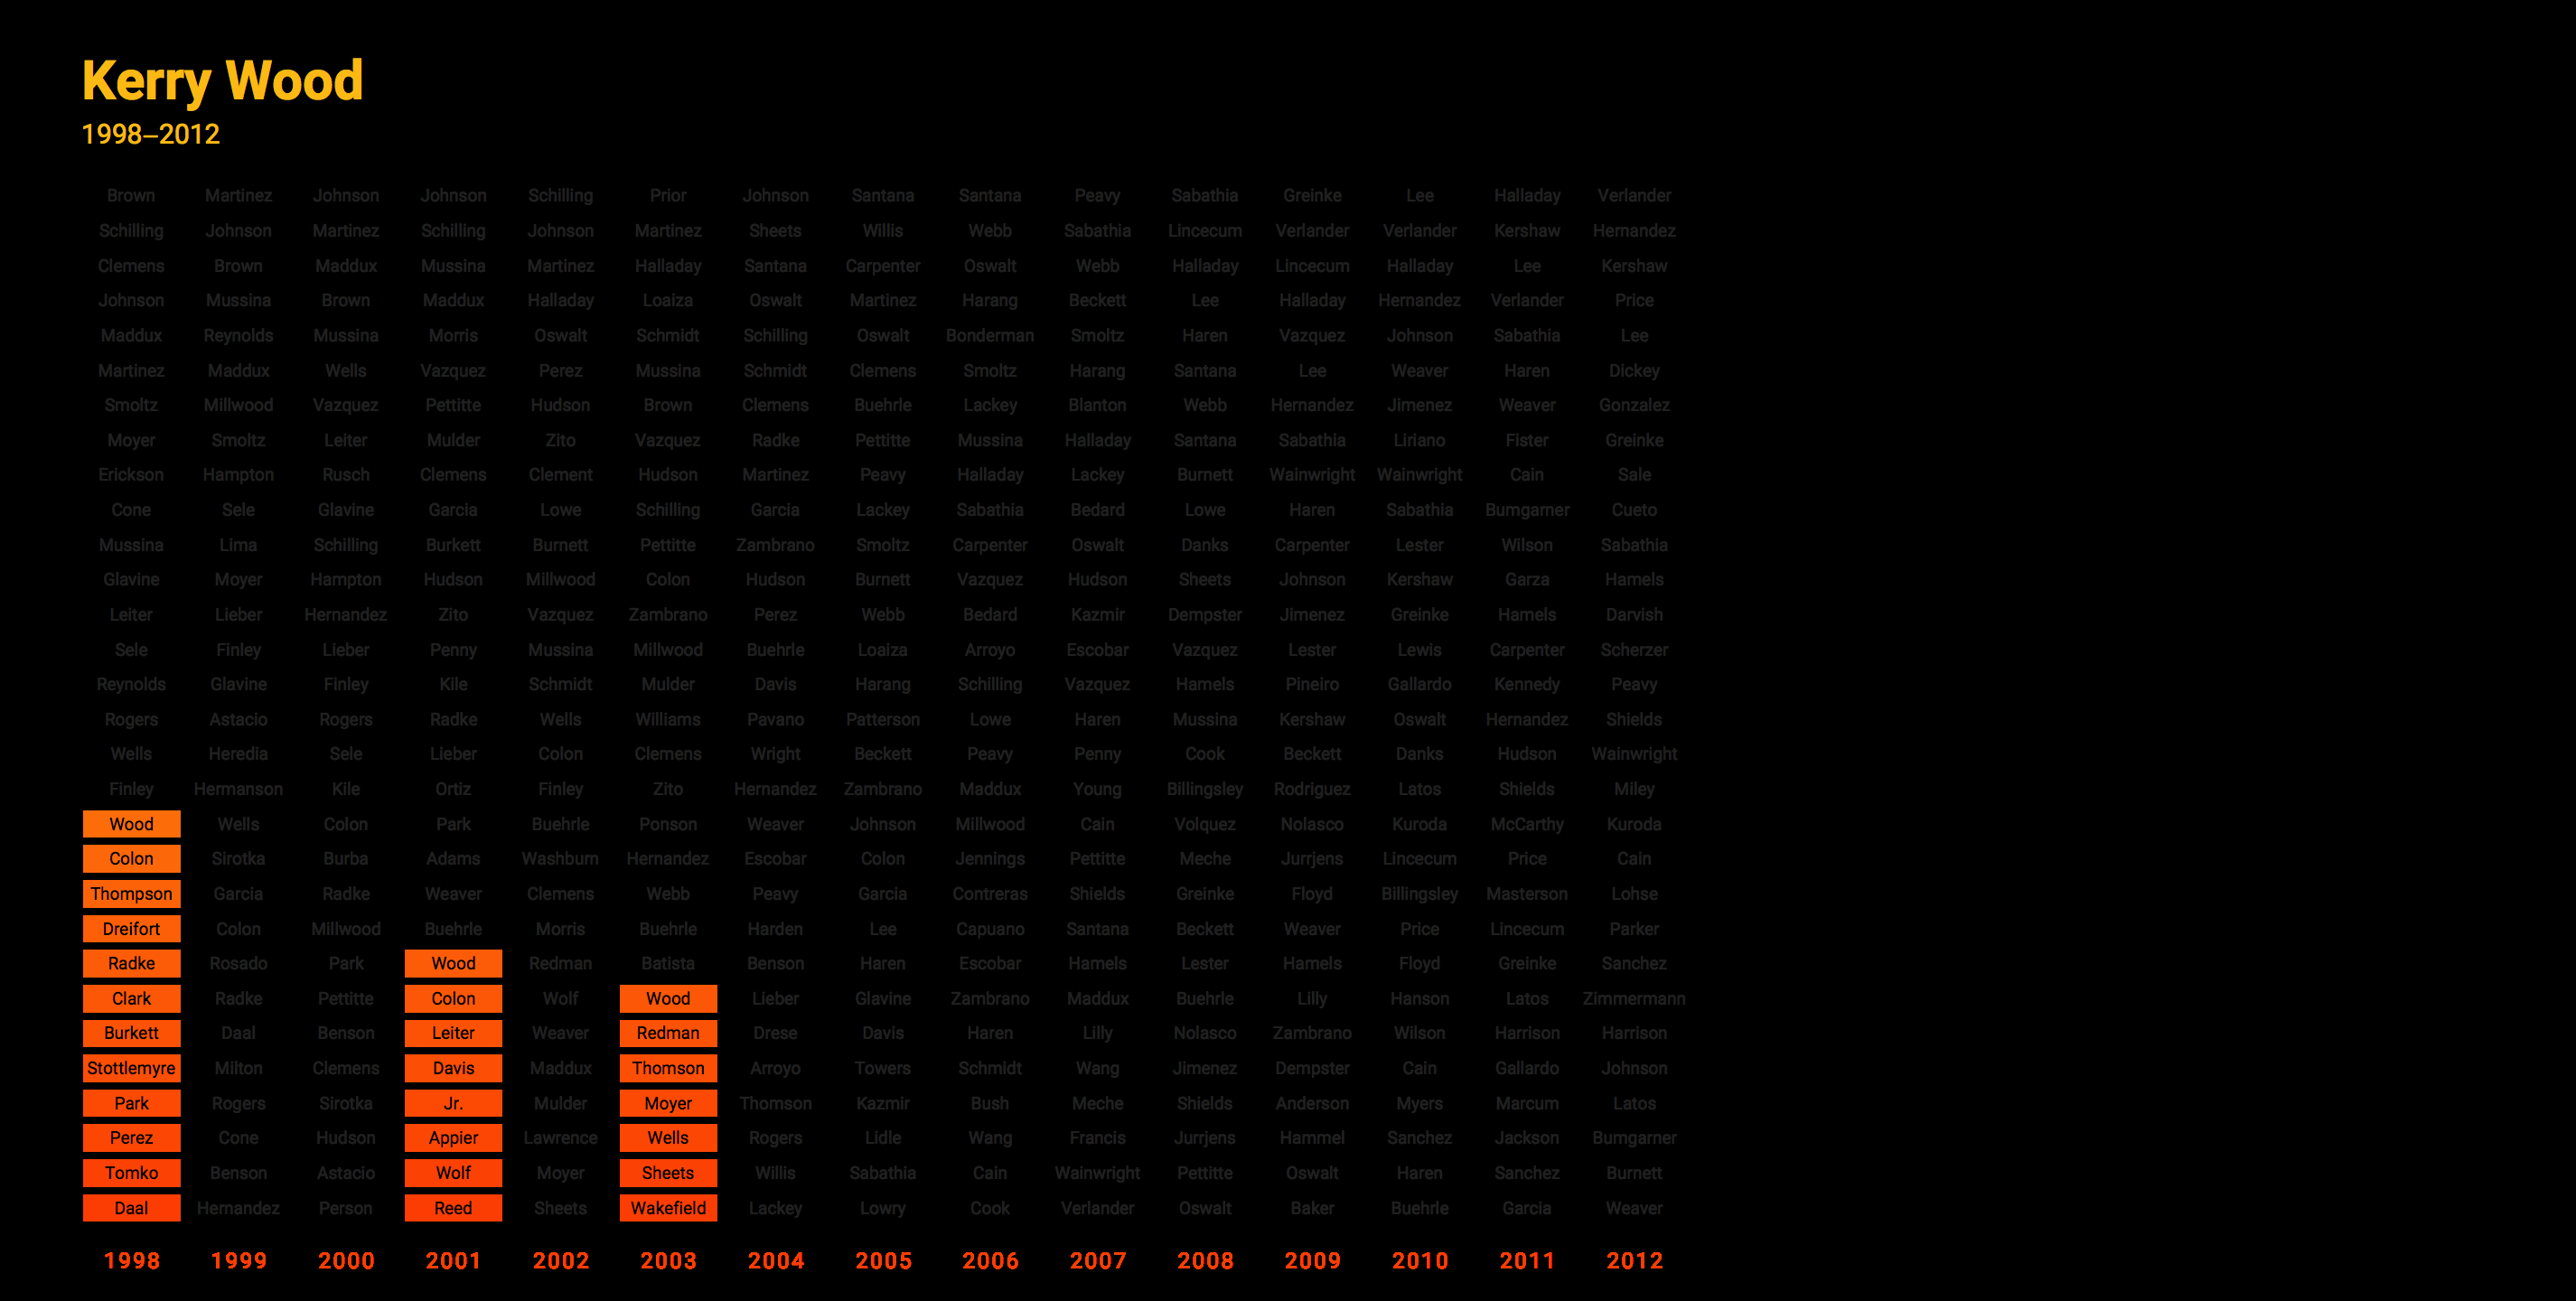 Kerry Wood
1998–2012
Brown Martinez Johnson Johnson Schilling Prior Johnson Santana Santana Peavy Sabathia Greinke Lee Halladay Verlander
Schilling Johnson Martinez Schilling Johnson Martinez Sheets Willis Webb Sabathia Lincecum Verlander Verlander Kershaw Hernandez
Clemens Brown Maddux Mussina Martinez Halladay Santana Carpenter Oswalt Webb Halladay Lincecum Halladay Lee Kershaw
Johnson Mussina Brown Maddux Halladay Loaiza Oswalt Martinez Harang Beckett Lee Halladay Hernandez Verlander Price
Maddux Reynolds Mussina Morris Oswalt Schmidt Schilling Oswalt Bonderman Smoltz Haren Vazquez Johnson Sabathia Lee
Martinez Maddux Wells Vazquez Perez Mussina Schmidt Clemens Smoltz Harang Santana Lee Weaver Haren Dickey
Smoltz Millwood Vazquez Pettitte Hudson Brown Clemens Buehrle Lackey Blanton Webb Hernandez Jimenez Weaver Gonzalez
Moyer Smoltz Leiter Mulder Zito Vazquez Radke Pettitte Mussina Halladay Santana Sabathia Liriano Fister Greinke
Erickson Hampton Rusch Clemens Clement Hudson Martinez Peavy Halladay Lackey Burnett Wainwright Wainwright Cain Sale
Cone Sele Glavine Garcia Lowe Schilling Garcia Lackey Sabathia Bedard Lowe Haren Sabathia Bumgarner Cueto
Mussina Lima Schilling Burkett Burnett Pettitte Zambrano Smoltz Carpenter Oswalt Danks Carpenter Lester Wilson Sabathia
Glavine Moyer Hampton Hudson Millwood Colon Hudson Burnett Vazquez Hudson Sheets Johnson Kershaw Garza Hamels
Leiter Lieber Hernandez Zito Vazquez Zambrano Perez Webb Bedard Kazmir Dempster Jimenez Greinke Hamels Darvish
Sele Finley Lieber Penny Mussina Millwood Buehrle Loaiza Arroyo Escobar Vazquez Lester Lewis Carpenter Scherzer
Reynolds Glavine Finley Kile Schmidt Mulder Davis Harang Schilling Vazquez Hamels Pineiro Gallardo Kennedy Peavy
Rogers Astacio Rogers Radke Wells Williams Pavano Patterson Lowe Haren Mussina Kershaw Oswalt Hernandez Shields
Wells Heredia Sele Lieber Colon Clemens Wright Beckett Peavy Penny Cook Beckett Danks Hudson Wainwright
Finley Hermanson Kile Ortiz Finley Zito Hernandez Zambrano Maddux Young Billingsley Rodriguez Latos Shields Miley
Wood Wells Colon Park Buehrle Ponson Weaver Johnson Millwood Cain Volquez Nolasco Kuroda McCarthy Kuroda
Colon Sirotka Burba Adams Washburn Hernandez Escobar Colon Jennings Pettitte Meche Jurrjens Lincecum Price Cain
Thompson Garcia Radke Weaver Clemens Webb Peavy Garcia Contreras Shields Greinke Floyd Billingsley Masterson Lohse
Dreifort Colon Millwood Buehrle Morris Buehrle Harden Lee Capuano Santana Beckett Weaver Price Lincecum Parker
Radke Rosado Park Wood Redman Batista Benson Haren Escobar Hamels Lester Hamels Floyd Greinke Sanchez
Clark Radke Pettitte Colon Wolf Wood Lieber Glavine Zambrano Maddux Buehrle Lilly Hanson Latos Zimmermann
Burkett Daal Benson Leiter Weaver Redman Drese Davis Haren Lilly Nolasco Zambrano Wilson Harrison Harrison
Stottlemyre Milton Clemens Davis Maddux Thomson Arroyo Towers Schmidt Wang Jimenez Dempster Cain Gallardo Johnson
Park Rogers Sirotka Jr. Mulder Moyer Thomson Kazmir Bush Meche Shields Anderson Myers Marcum Latos
Perez Cone Hudson Appier Lawrence Wells Rogers Lidle Wang Francis Jurrjens Hammel Sanchez Jackson Bumgarner
Tomko Benson Astacio Wolf Moyer Sheets Willis Sabathia Cain Wainwright Pettitte Oswalt Haren Sanchez Burnett
Daal Hernandez Person Reed Sheets Wakefield Lackey Lowry Cook Verlander Oswalt Baker Buehrle Garcia Weaver
1998 1999 2000 2001 2002 2003 2004 2005 2006 2007 2008 2009 2010 2011 2012